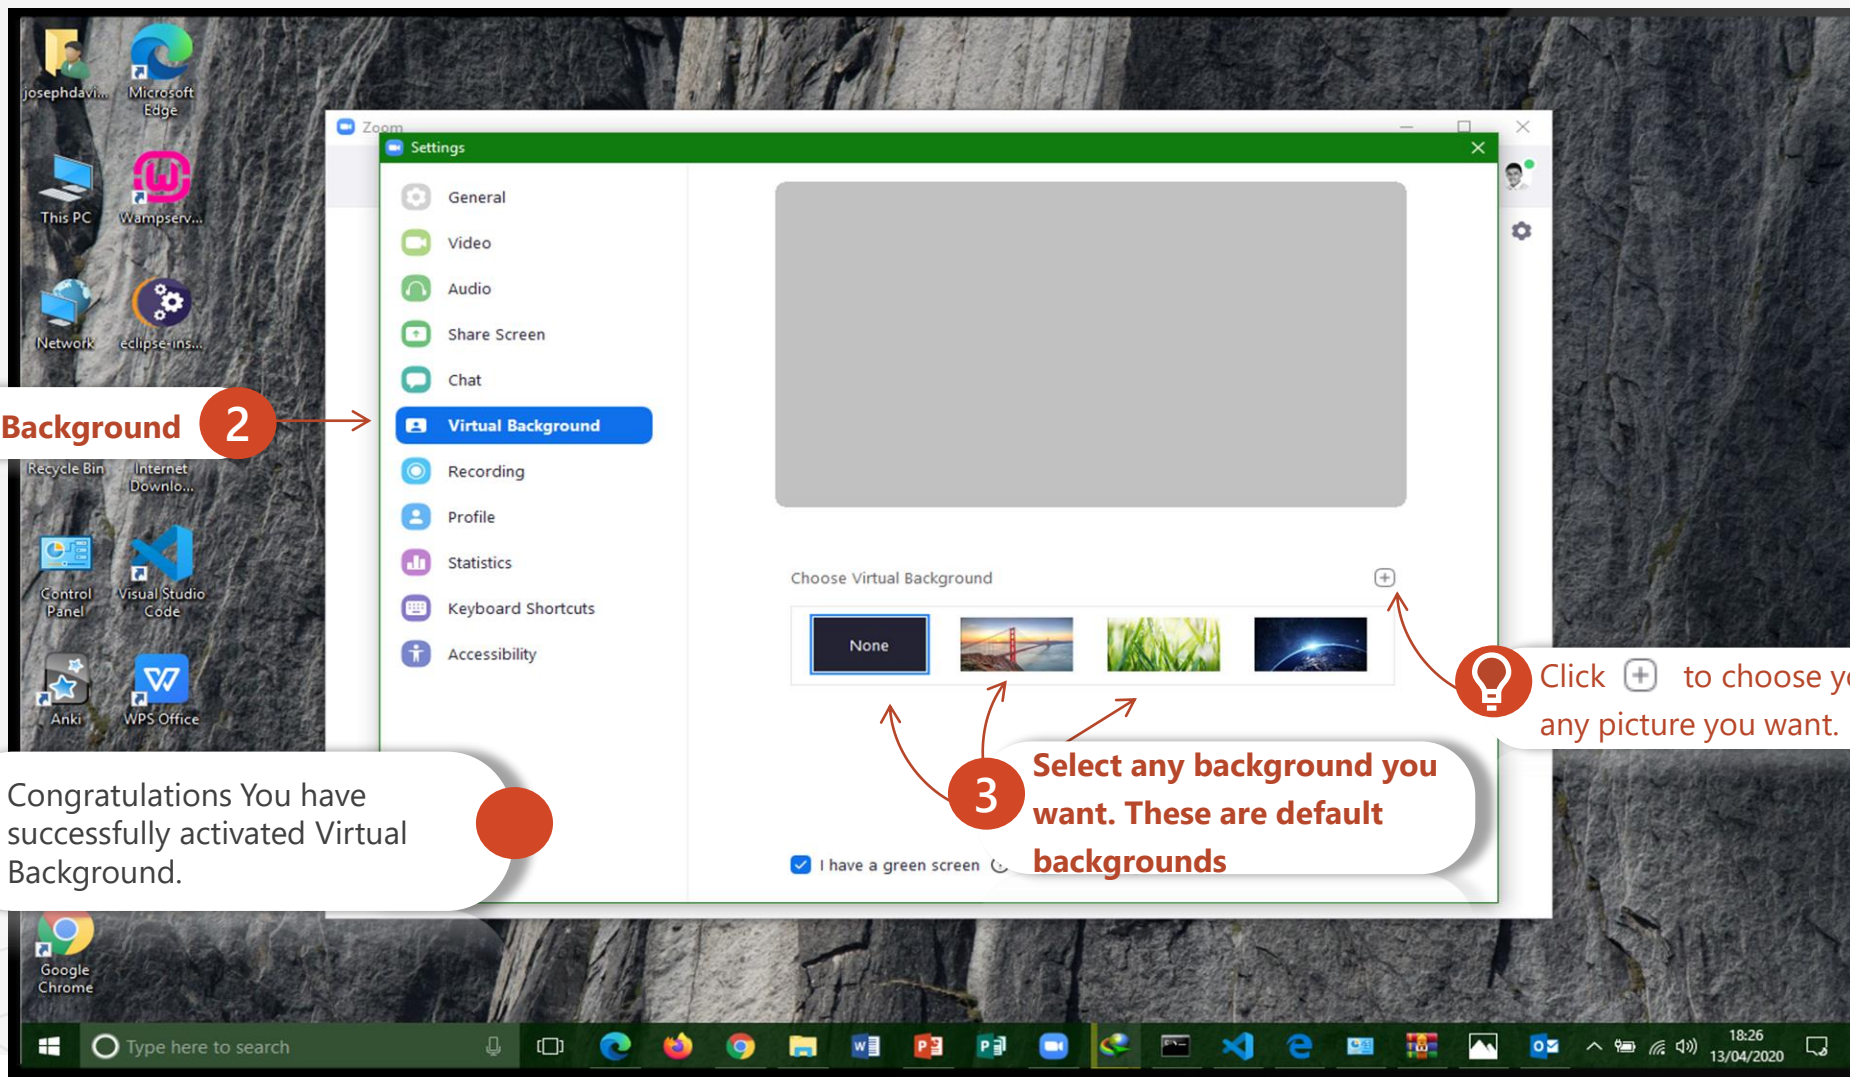 josephdavi...
Microsoft
Edge
Zoom
Settings
This PC
Wampserv...
General
Video
Audio
Share Screen
Chat
Virtual Background
Recording
Profile
Statistics
Keyboard Shortcuts
Accessibility
Network
eclipse-ins...
Background
2
Recycle Bin
Internet
Downlo...
Control
Panel
Visual Studio
Code
Choose Virtual Background
None
Anki
WPS Office
Click + to choose yo
any picture you want.
3
Select any background you
want. These are default
backgrounds
I have a green screen
Congratulations You have
successfully activated Virtual
Background.
Google
Chrome
Type here to search
18:26
13/04/2020